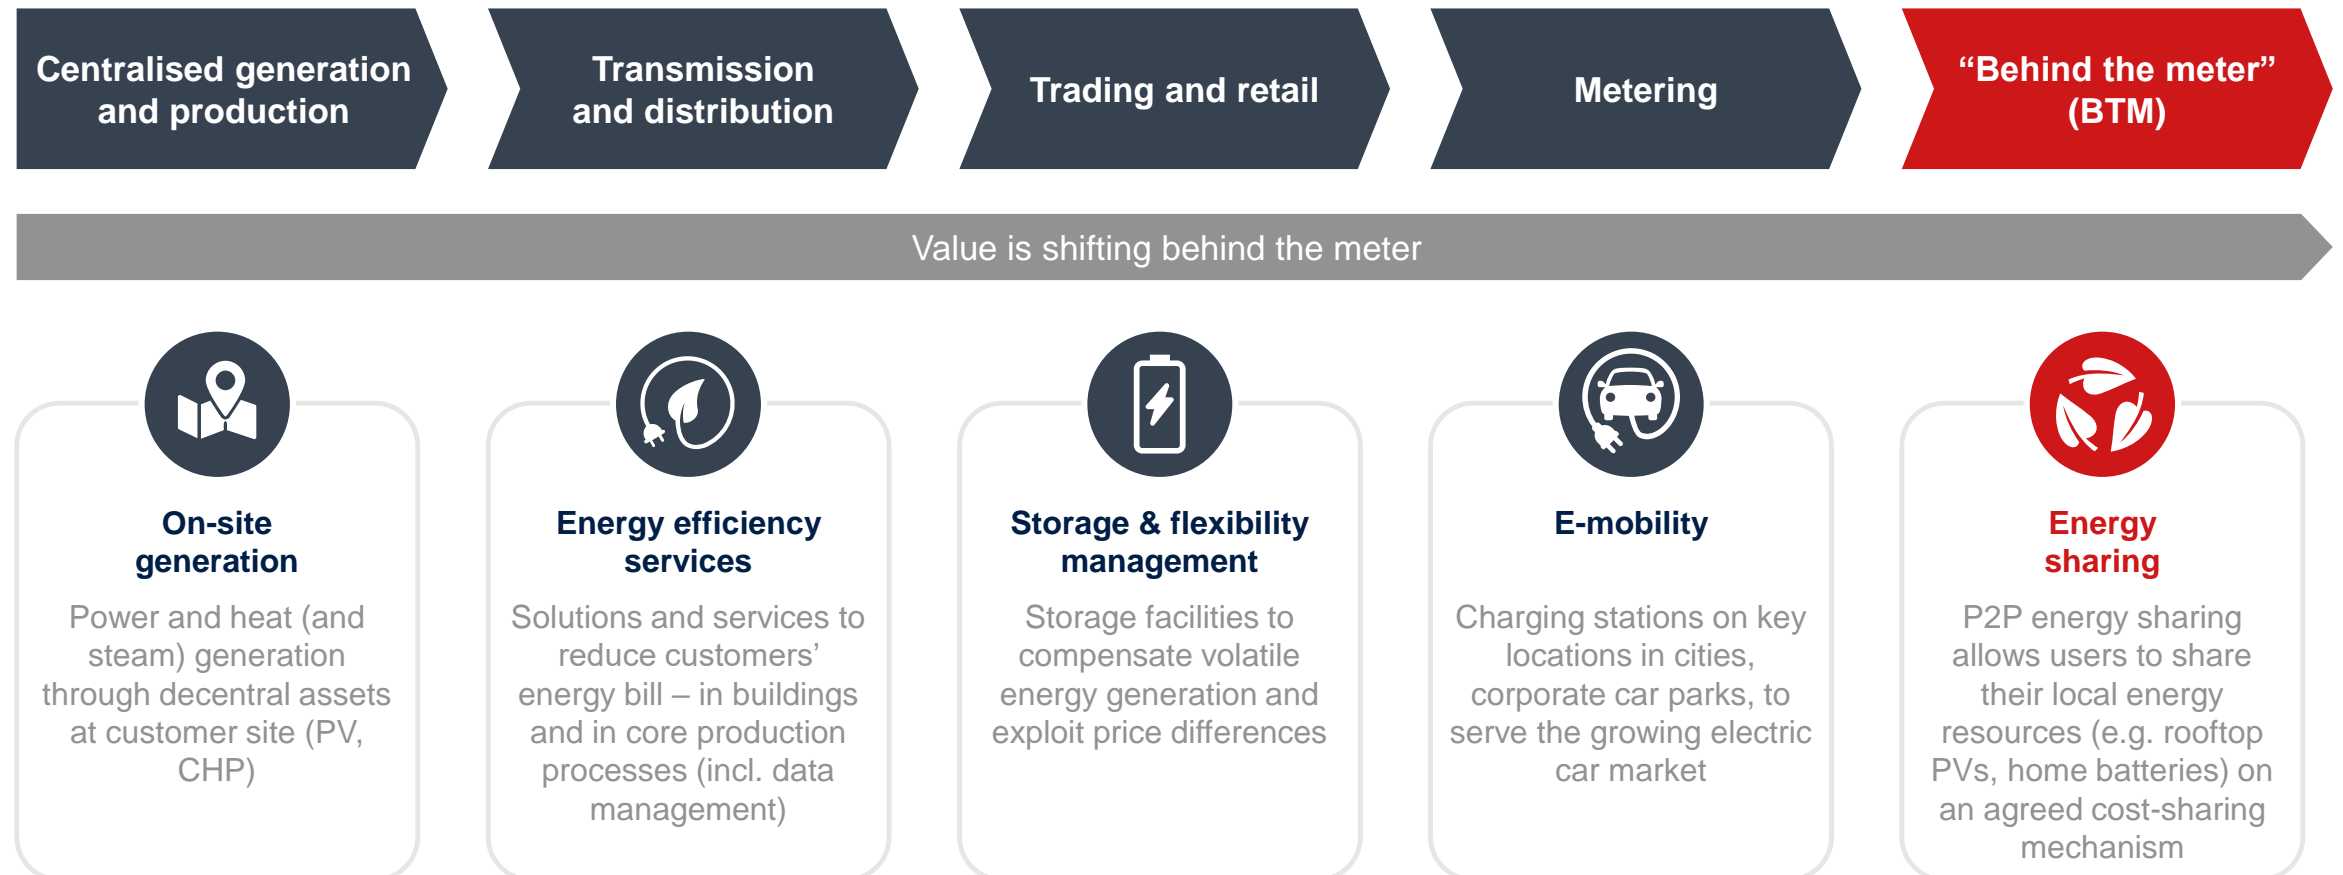 Centralised generation
and production
Transmission
and distribution
Trading and retail
Metering
“Behind the meter”
(BTM)
Value is shifting behind the meter
On-site
generation
Power and heat (and
steam) generation
through decentral assets
at customer site (PV,
CHP)
Energy efficiency
services
Solutions and services to
reduce customers’
energy bill – in buildings
and in core production
processes (incl. data
management)
Storage & flexibility
management
Storage facilities to
compensate volatile
energy generation and
exploit price differences
E-mobility
Charging stations on key
locations in cities,
corporate car parks, to
serve the growing electric
car market
Energy
sharing
P2P energy sharing
allows users to share
their local energy
resources (e.g. rooftop
PVs, home batteries) on
an agreed cost-sharing
mechanism